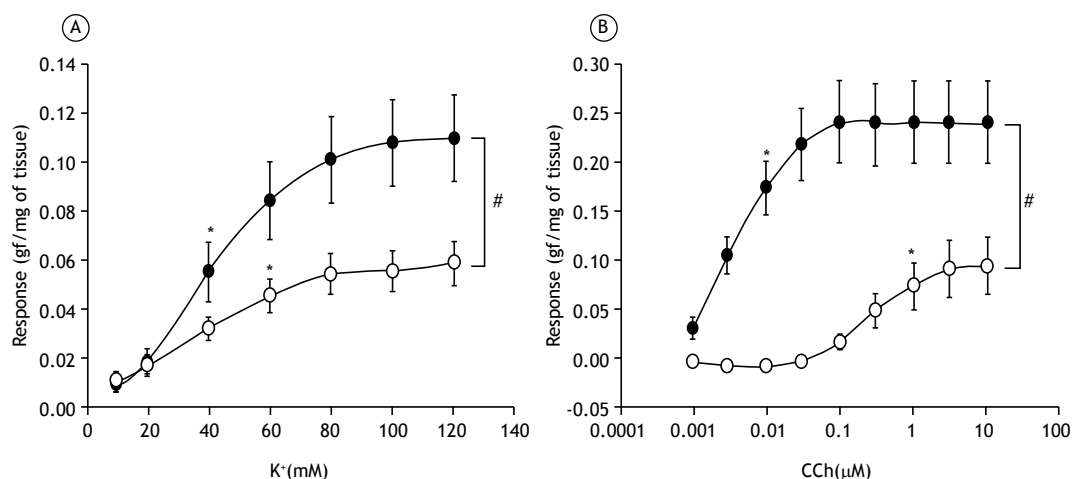 A
B
Response (gf/mg of tissue)
0.14
0.12
0.10
0.08
0.06
0.04
0.02
0.00
*
*
#
0 20 40 60 80 100 120 140
K⁺(mM)
Response (gf/mg of tissue)
0.30
0.25
0.20
0.15
0.10
0.05
0.00
-0.05
*
*
#
0.0001 0.001 0.01 0.1 1 10 100
CCh(μM)